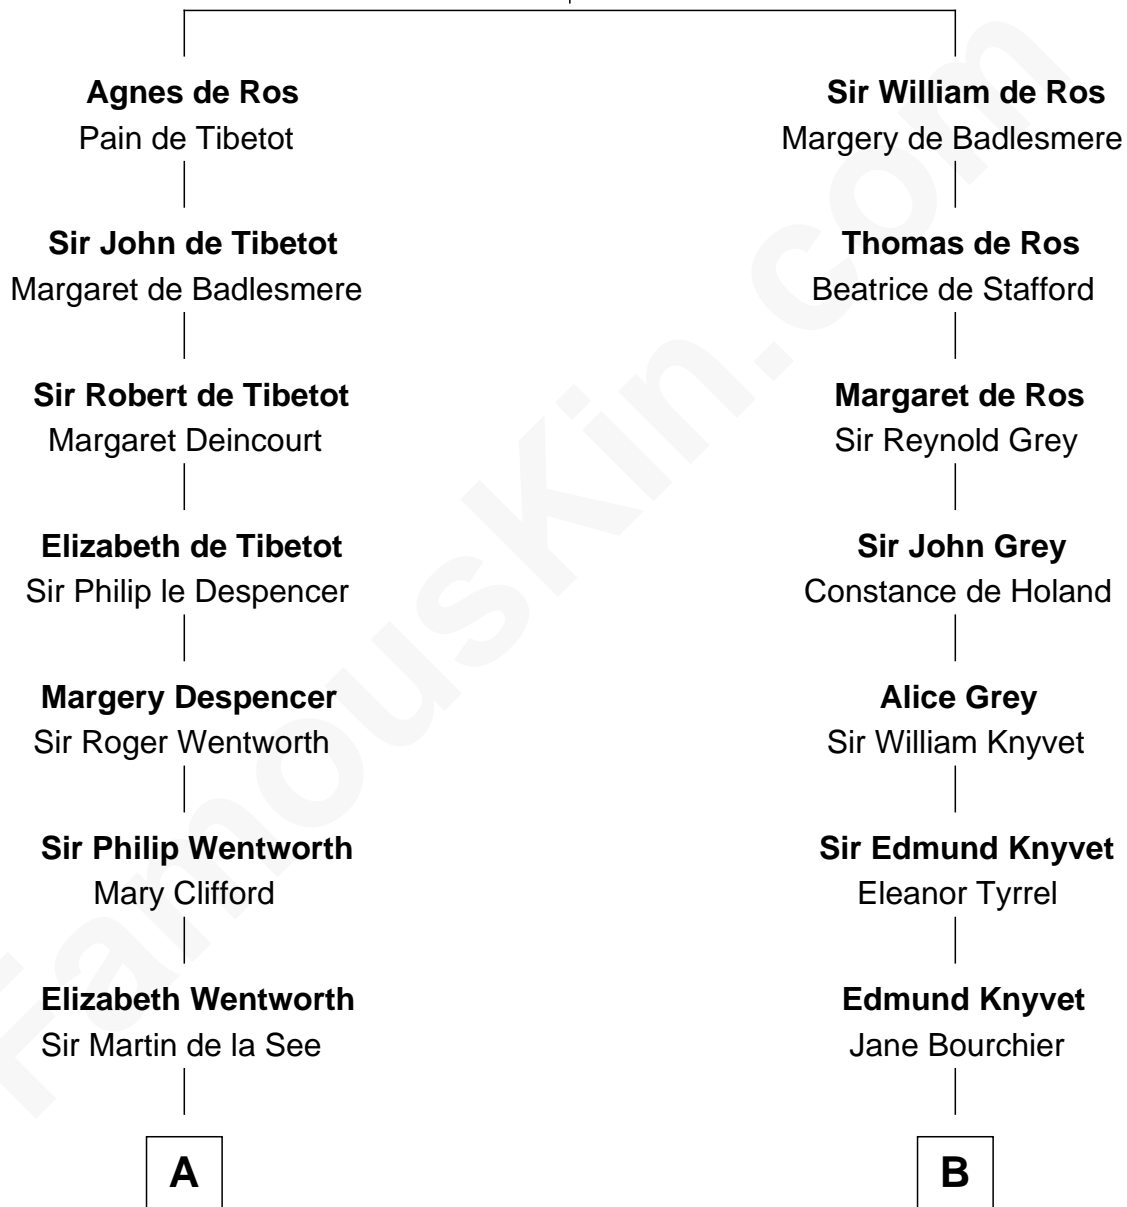 Agnes de Ros
Pain de Tibetot
Sir John de Tibetot
Margaret de Badlesmere
Sir Robert de Tibetot
Margaret Deincourt
Elizabeth de Tibetot
Sir Philip le Despencer
Margery Despencer
Sir Roger Wentworth
Sir Philip Wentworth
Mary Clifford
Elizabeth Wentworth
Sir Martin de la See
A
Sir William de Ros
Margery de Badlesmere
Thomas de Ros
Beatrice de Stafford
Margaret de Ros
Sir Reynold Grey
Sir John Grey
Constance de Holand
Alice Grey
Sir William Knyvet
Sir Edmund Knyvet
Eleanor Tyrrel
Edmund Knyvet
Jane Bourchier
B
FamousKin.com